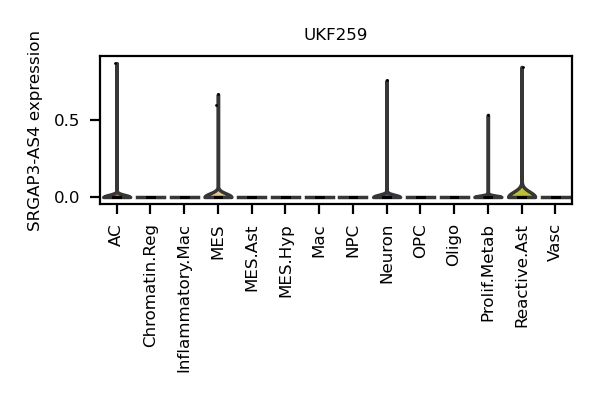 UKF259
SRGAP3-AS4 expression
0.5
0.0
AC
Chromatin.Reg
Inflammatory.Mac
MES
MES.Ast
MES.Hyp
Mac
NPC
Neuron
OPC
Oligo
Prolif.Metab
Reactive.Ast
Vasc